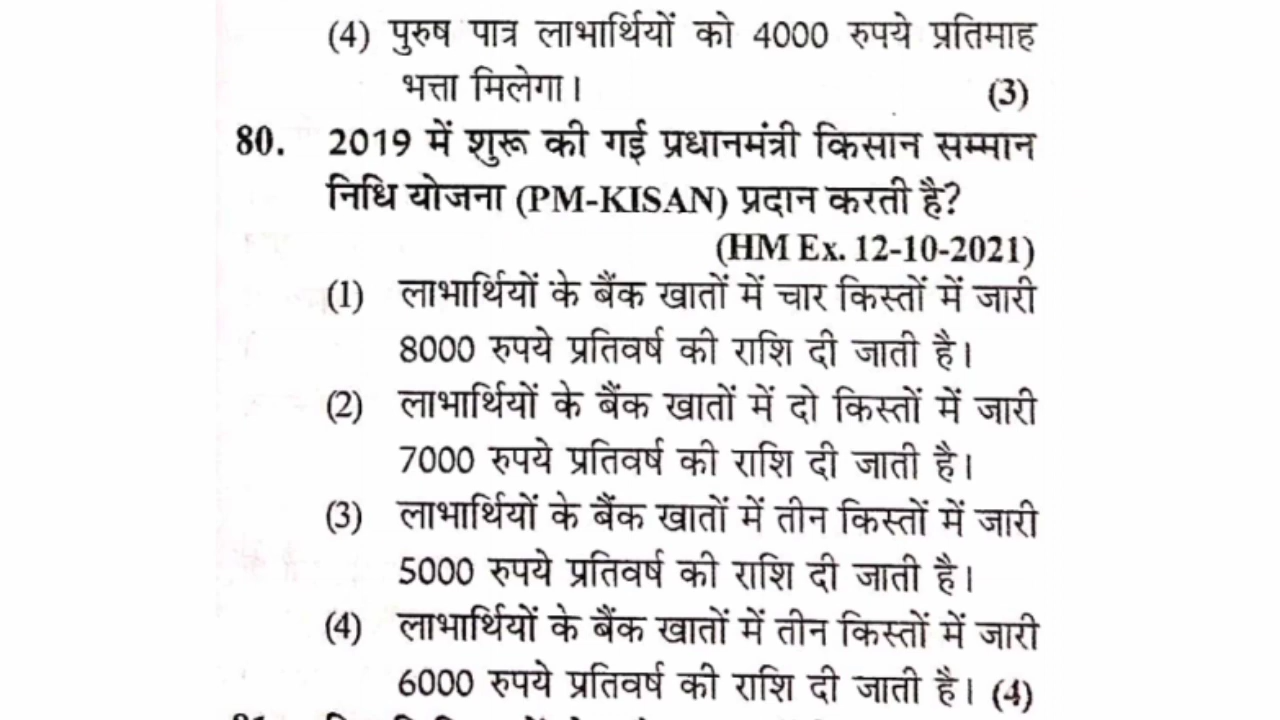 (4) पुरुष पात्र लाभार्थियों को 4000 रुपये प्रतिमाह
भत्ता मिलेगा। (3)
80. 2019 में शुरू की गई प्रधानमंत्री किसान सम्मान
निधि योजना (PM-KISAN) प्रदान करती है?
(HM Ex. 12-10-2021)
(1) लाभार्थियों के बैंक खातों में चार किस्तों में जारी
8000 रुपये प्रतिवर्ष की राशि दी जाती है।
(2) लाभार्थियों के बैंक खातों में दो किस्तों में जारी
7000 रुपये प्रतिवर्ष की राशि दी जाती है।
(3) लाभार्थियों के बैंक खातों में तीन किस्तों में जारी
5000 रुपये प्रतिवर्ष की राशि दी जाती है।
(4) लाभार्थियों के बैंक खातों में तीन किस्तों में जारी
6000 रुपये प्रतिवर्ष की राशि दी जाती है। (4)